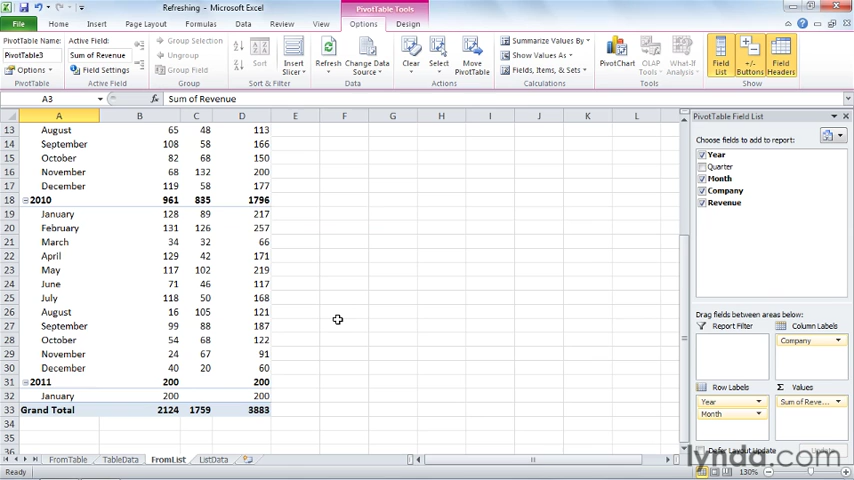 Refreshing - Microsoft Excel
PivotTable Tools
File Home Insert Page Layout Formulas Data Review View Options Design
PivotTable Name: Active Field: Group Selection Summarize Values By
PivotTable3 Sum of Revenue Ungroup Show Values As
Options Field Settings Group Field Sort Insert Slicer Refresh Change Data Source Clear Select Move PivotTable Fields, Items, & Sets PivotChart OLAP Tools What-If Analysis Field List +/- Buttons Field Headers
PivotTable Active Field Group Sort & Filter Data Actions Calculations Tools Show
A3 fx Sum of Revenue
A B C D E F G H I J K L
13 August 65 48 113
14 September 108 58 166
15 October 82 68 150
16 November 68 132 200
17 December 119 58 177
18 2010 961 835 1796
19 January 128 89 217
20 February 131 126 257
21 March 34 32 66
22 April 129 42 171
23 May 117 102 219
24 June 71 46 117
25 July 118 50 168
26 August 16 105 121
27 September 99 88 187
28 October 54 68 122
29 November 24 67 91
30 December 40 20 60
31 2011 200 200
32 January 200 200
33 Grand Total 2124 1759 3883
34
35
36
PivotTable Field List
Choose fields to add to report:
Year
Quarter
Month
Company
Revenue
Drag fields between areas below:
Report Filter Column Labels
Company
Row Labels Σ Values
Year Sum of Reve...
Month
Defer Layout Update Update
FromTable TableData FromList ListData
Ready 130%
lynda.com